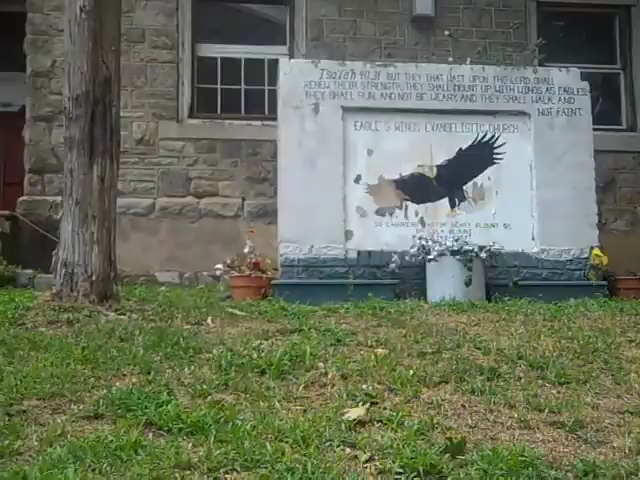 Isaiah 40:31 BUT THEY THAT WAIT UPON THE LORD SHALL
RENEW THEIR STRENGTH; THEY SHALL MOUNT UP WITH WINGS AS EAGLES;
THEY SHALL RUN, AND NOT BE WEARY; AND THEY SHALL WALK, AND
NOT FAINT.
EAGLE'S WINGS EVANGELISTIC CHURCH
BLOUNT
BLOUNT